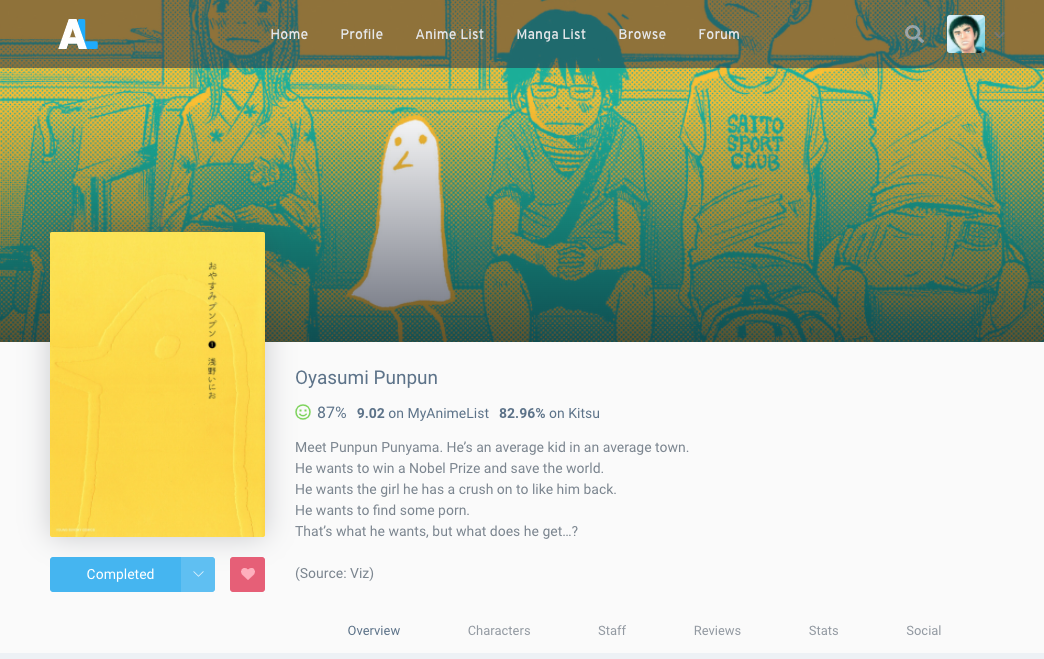 AL
Home Profile Anime List Manga List Browse Forum
SAITO
SPORT
CLUB
おやすみプンプン ❶ 浅野いにお
Oyasumi Punpun
87% 9.02 on MyAnimeList 82.96% on Kitsu
Meet Punpun Punyama. He’s an average kid in an average town.
He wants to win a Nobel Prize and save the world.
He wants the girl he has a crush on to like him back.
He wants to find some porn.
That’s what he wants, but what does he get…?
(Source: Viz)
Completed
Overview Characters Staff Reviews Stats Social